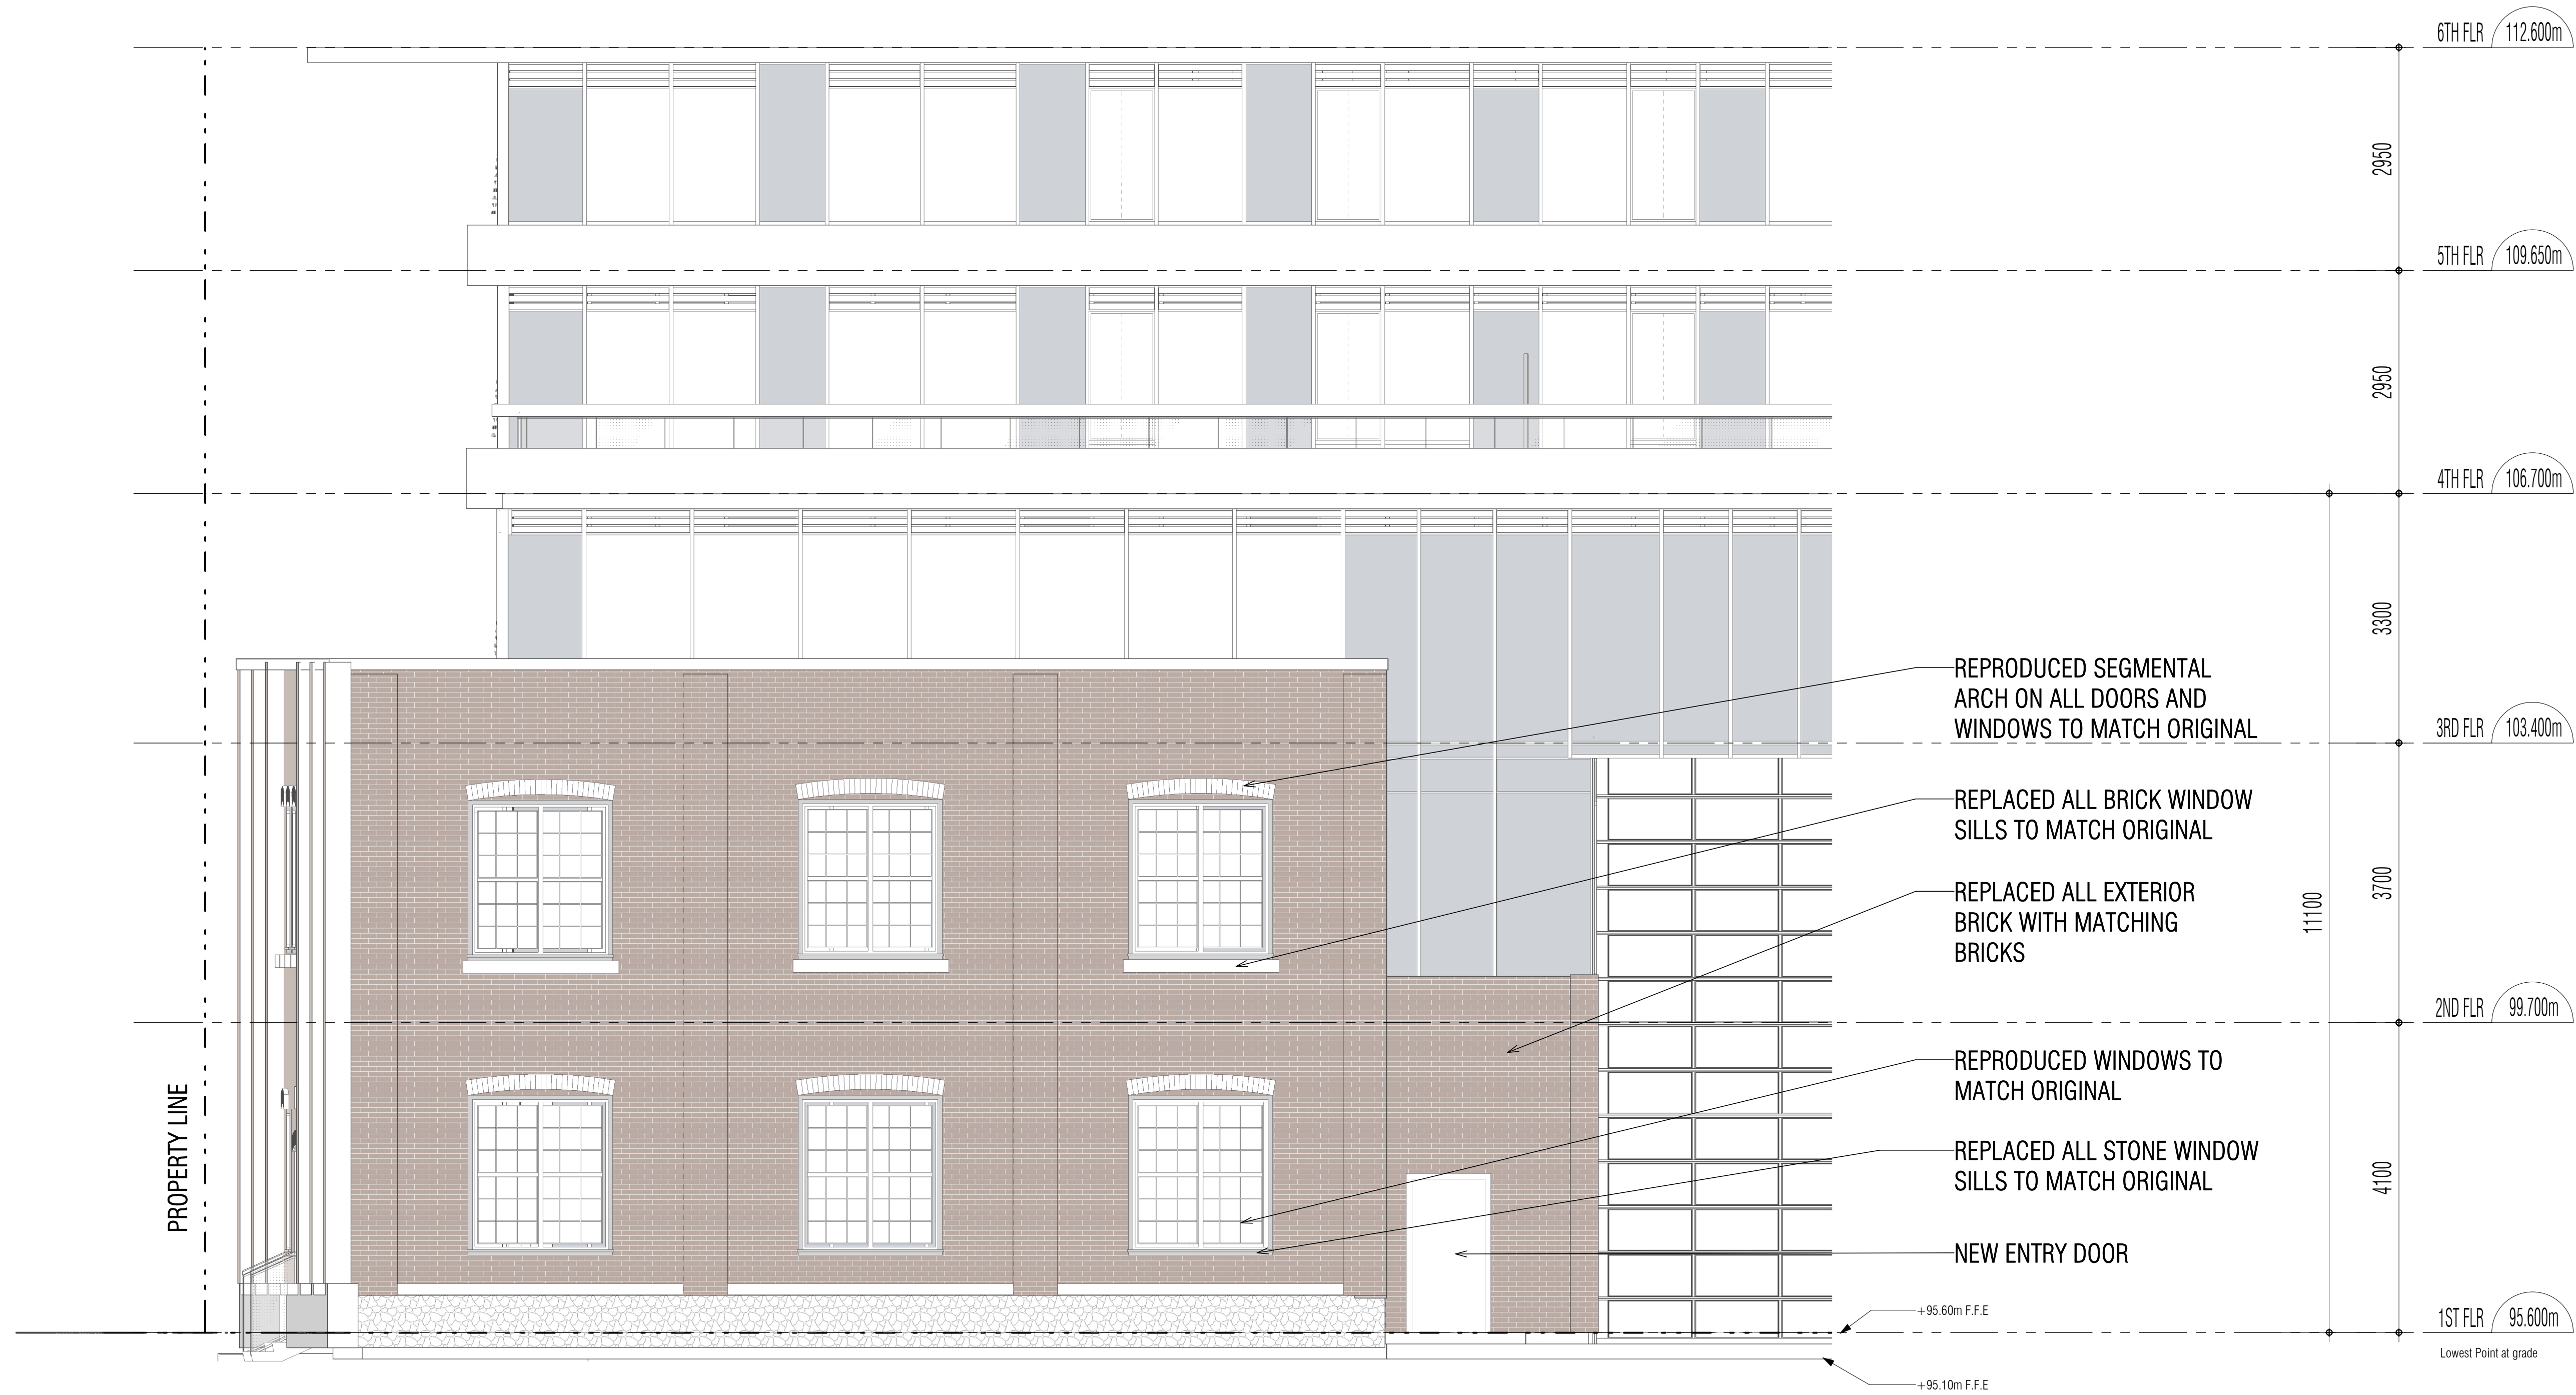 6TH FLR 112.600m
2950
5TH FLR 109.650m
2950
4TH FLR 106.700m
3300
REPRODUCED SEGMENTAL
ARCH ON ALL DOORS AND
WINDOWS TO MATCH ORIGINAL
3RD FLR 103.400m
REPLACED ALL BRICK WINDOW
SILLS TO MATCH ORIGINAL
REPLACED ALL EXTERIOR
BRICK WITH MATCHING
BRICKS
3700
11100
2ND FLR 99.700m
REPRODUCED WINDOWS TO
MATCH ORIGINAL
REPLACED ALL STONE WINDOW
SILLS TO MATCH ORIGINAL
4100
PROPERTY LINE
NEW ENTRY DOOR
+95.60m F.F.E
1ST FLR 95.600m
Lowest Point at grade
+95.10m F.F.E